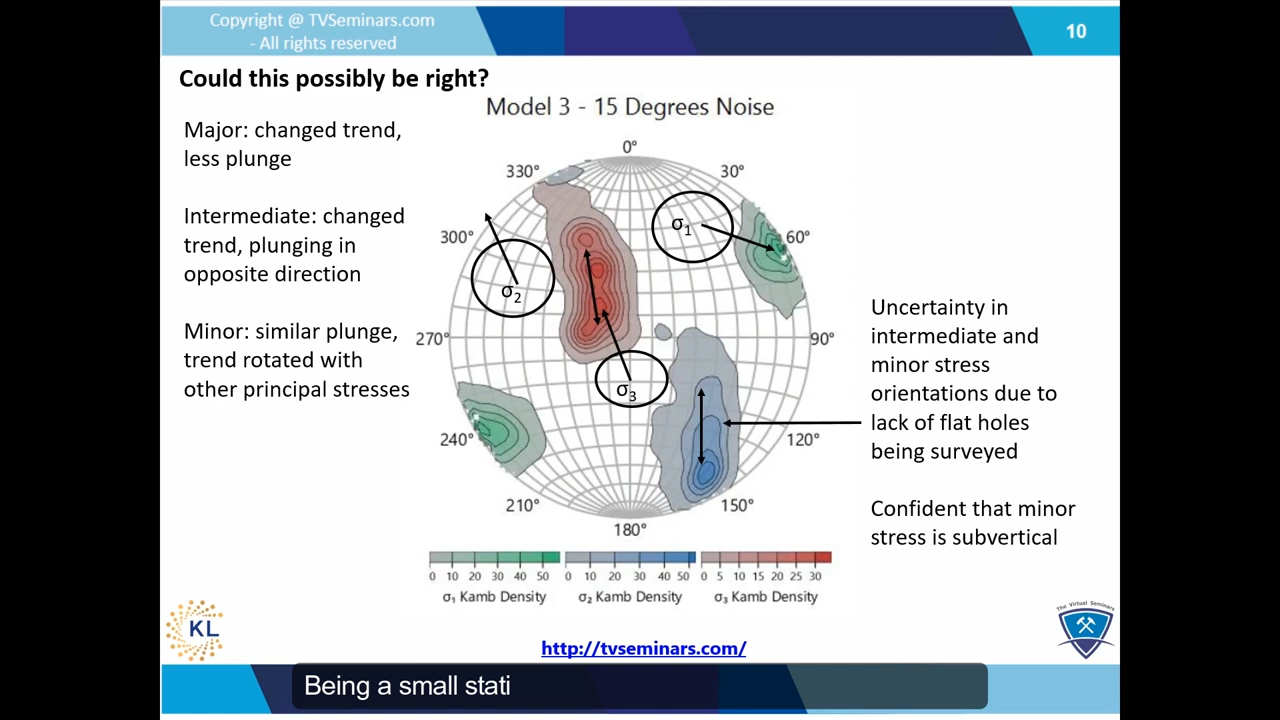 Copyright @ TVSeminars.com
- All rights reserved
10
Could this possibly be right?
Model 3 - 15 Degrees Noise
Major: changed trend,
less plunge
Intermediate: changed
trend, plunging in
opposite direction
Minor: similar plunge,
trend rotated with
other principal stresses
0°
30°
60°
90°
120°
150°
180°
210°
240°
270°
300°
330°
σ1
σ2
σ3
Uncertainty in
intermediate and
minor stress
orientations due to
lack of flat holes
being surveyed
Confident that minor
stress is subvertical
0 10 20 30 40 50
σ₁ Kamb Density
0 10 20 30 40 50
σ₂ Kamb Density
0 5 10 15 20 25 30
σ₃ Kamb Density
KL
The Virtual Seminars
http://tvseminars.com/
Being a small stati